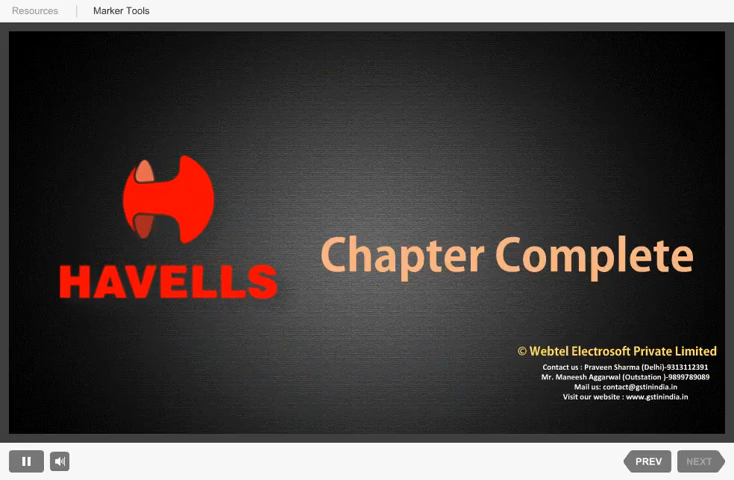 Resources
Marker Tools
HAVELLS
Chapter Complete
© Webtel Electrosoft Private Limited
Contact us : Praveen Sharma (Delhi)-9313112391
Mr. Maneesh Aggarwal (Outstation )-9899789089
Mail us: contact@gstinindia.in
Visit our website : www.gstinindia.in
PREV
NEXT